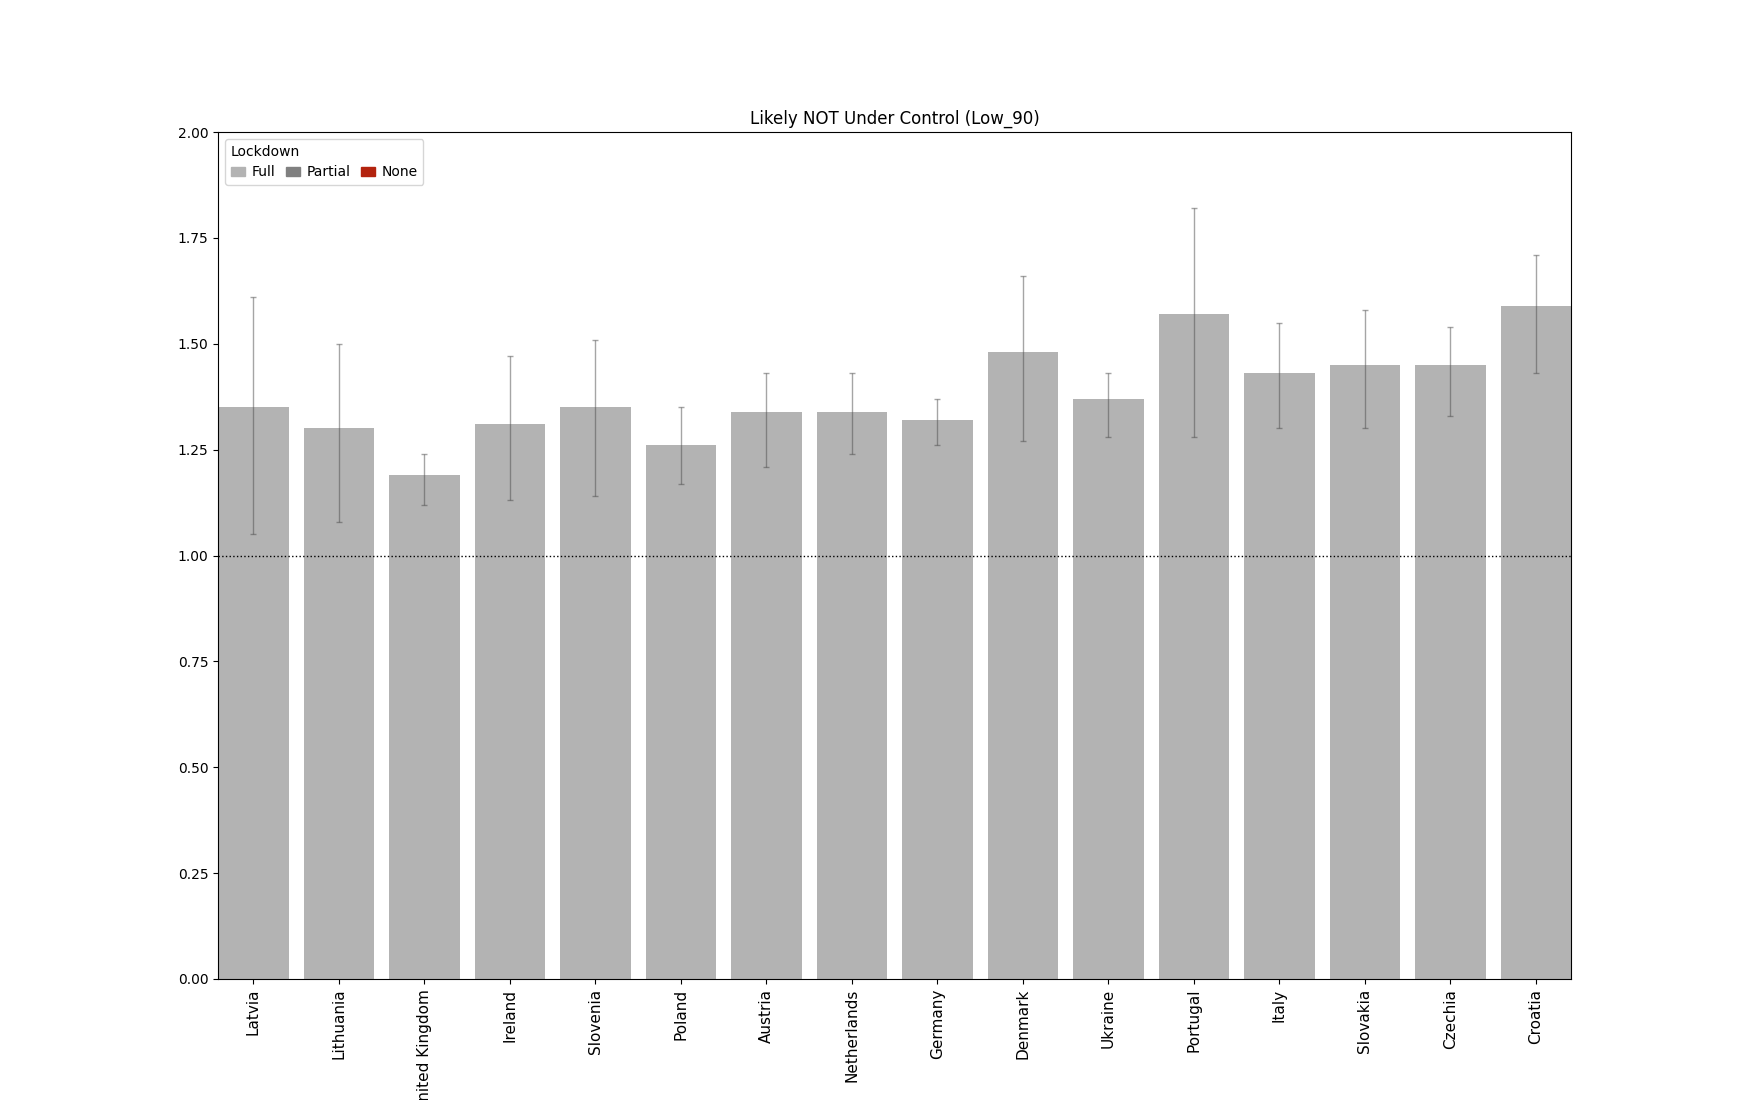 Likely NOT Under Control (Low_90)
2.00
Lockdown
Full Partial None
1.75
1.50
1.25
1.00
0.75
0.50
0.25
0.00
Latvia
Lithuania
nited Kingdom
Ireland
Slovenia
Poland
Austria
Netherlands
Germany
Denmark
Ukraine
Portugal
Italy
Slovakia
Czechia
Croatia